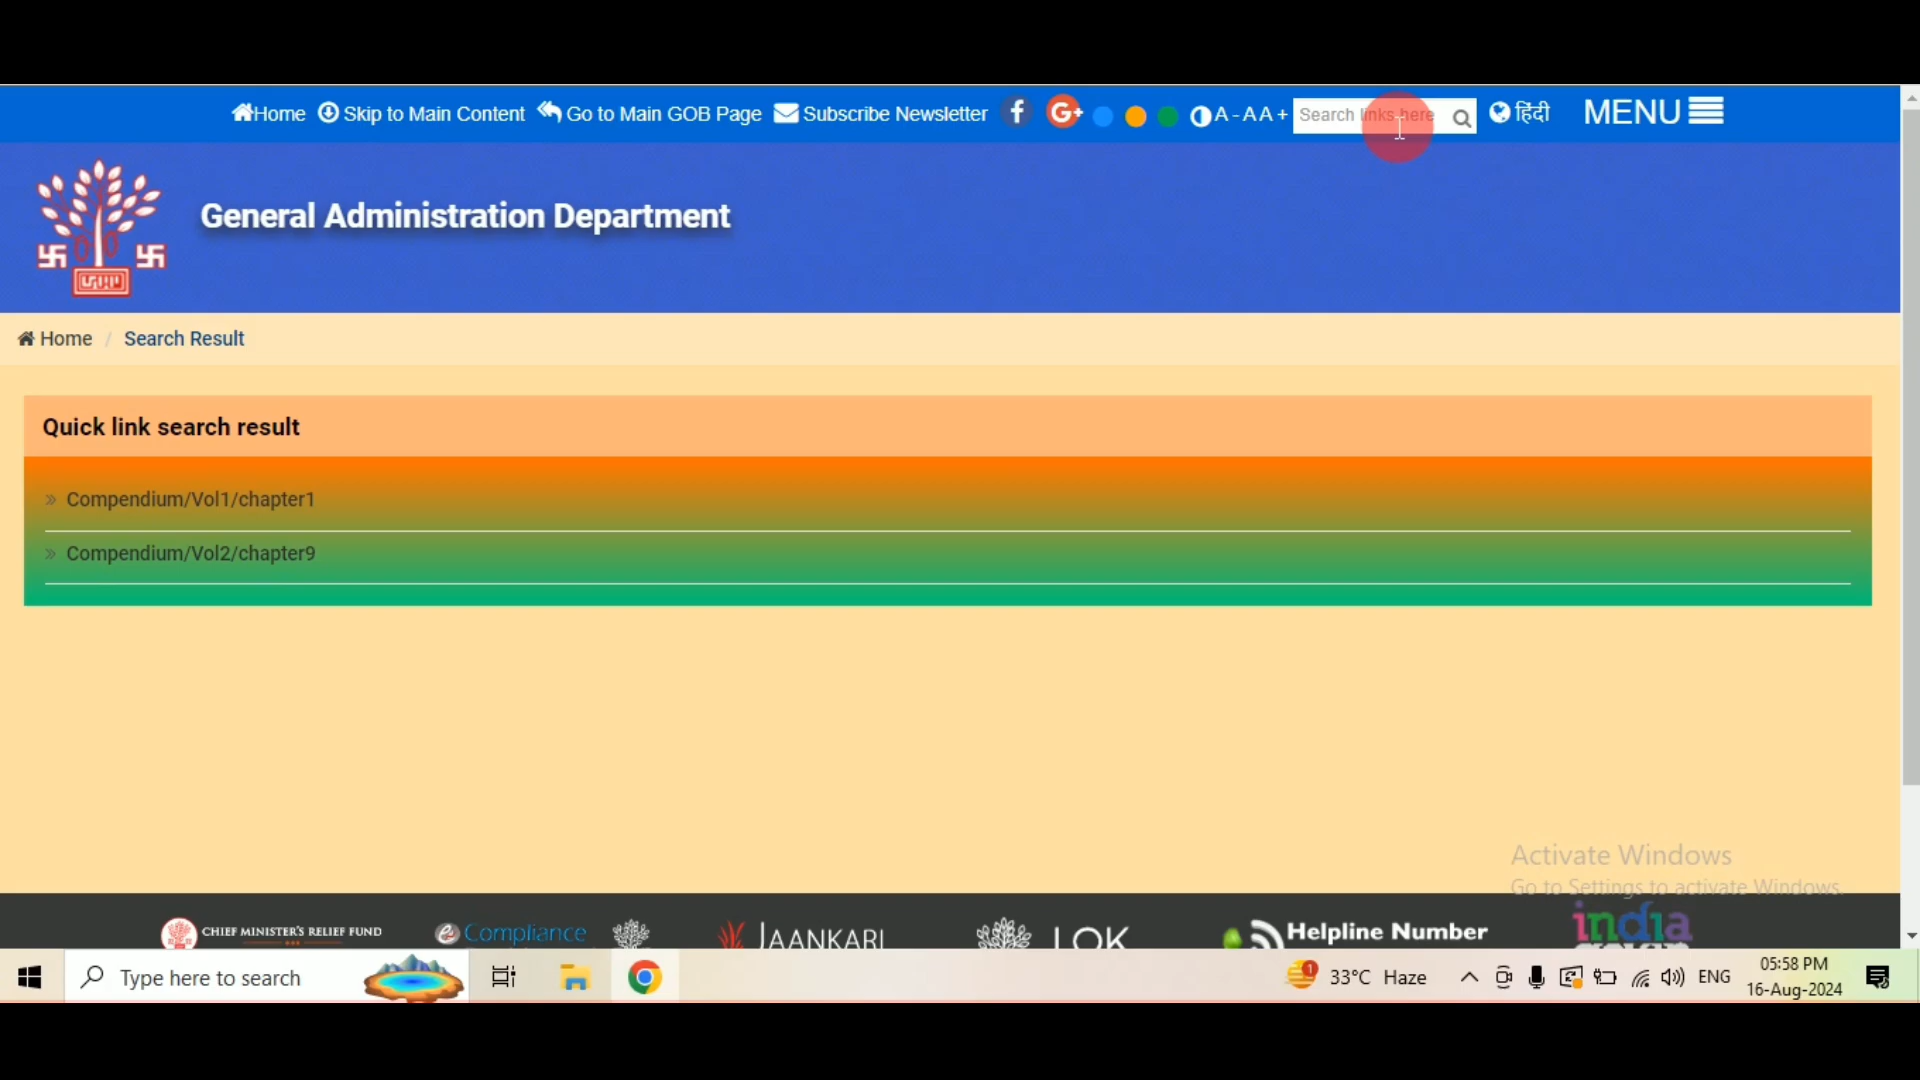 Home Skip to Main Content Go to Main GOB Page Subscribe Newsletter f G+ A - A A + Search links here हिंदी MENU
General Administration Department
Home / Search Result
Quick link search result
» Compendium/Vol1/chapter1
» Compendium/Vol2/chapter9
Activate Windows
Go to Settings to activate Windows.
CHIEF MINISTER'S RELIEF FUND e Compliance JAANKARI LOK Helpline Number india
Type here to search 1 33°C Haze ENG 05:58 PM
16-Aug-2024